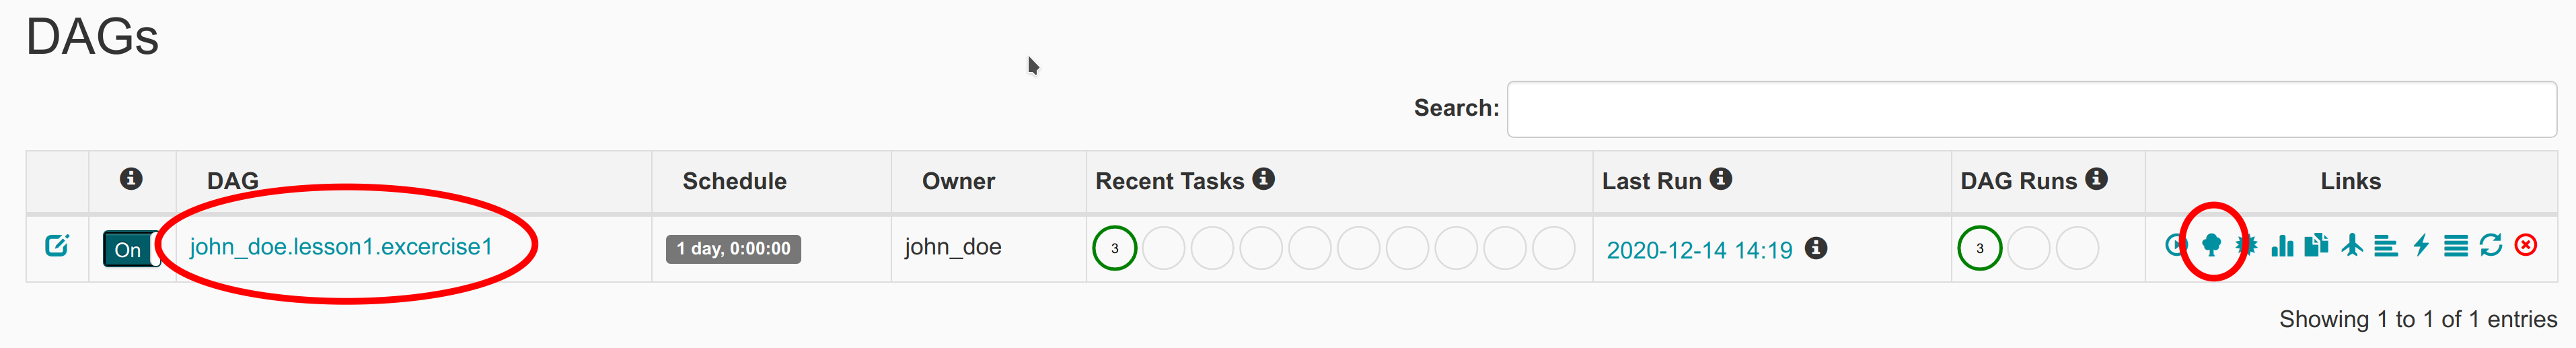 DAGs
Search:
DAG Schedule Owner Recent Tasks Last Run DAG Runs Links
On john_doe.lesson1.excercise1 1 day, 0:00:00 john_doe 3 2020-12-14 14:19 3
Showing 1 to 1 of 1 entries